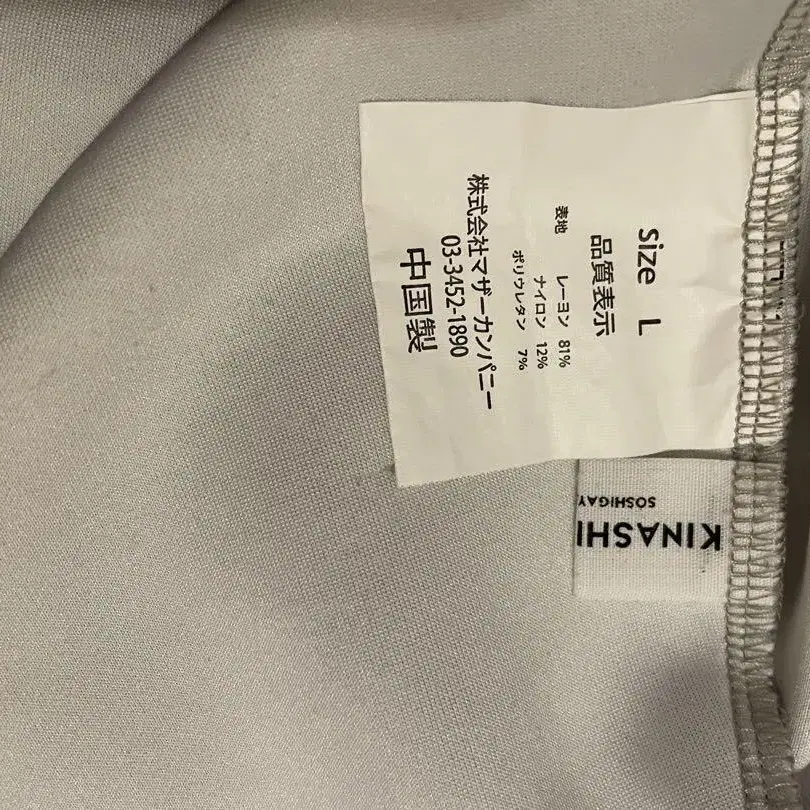 size L
品質表示
表地 レーヨン 81%
ナイロン 12%
ポリウレタン 7%
株式会社マザーカンパニー
03-3452-1890
中国製
KINASHI
SOSHIGAY